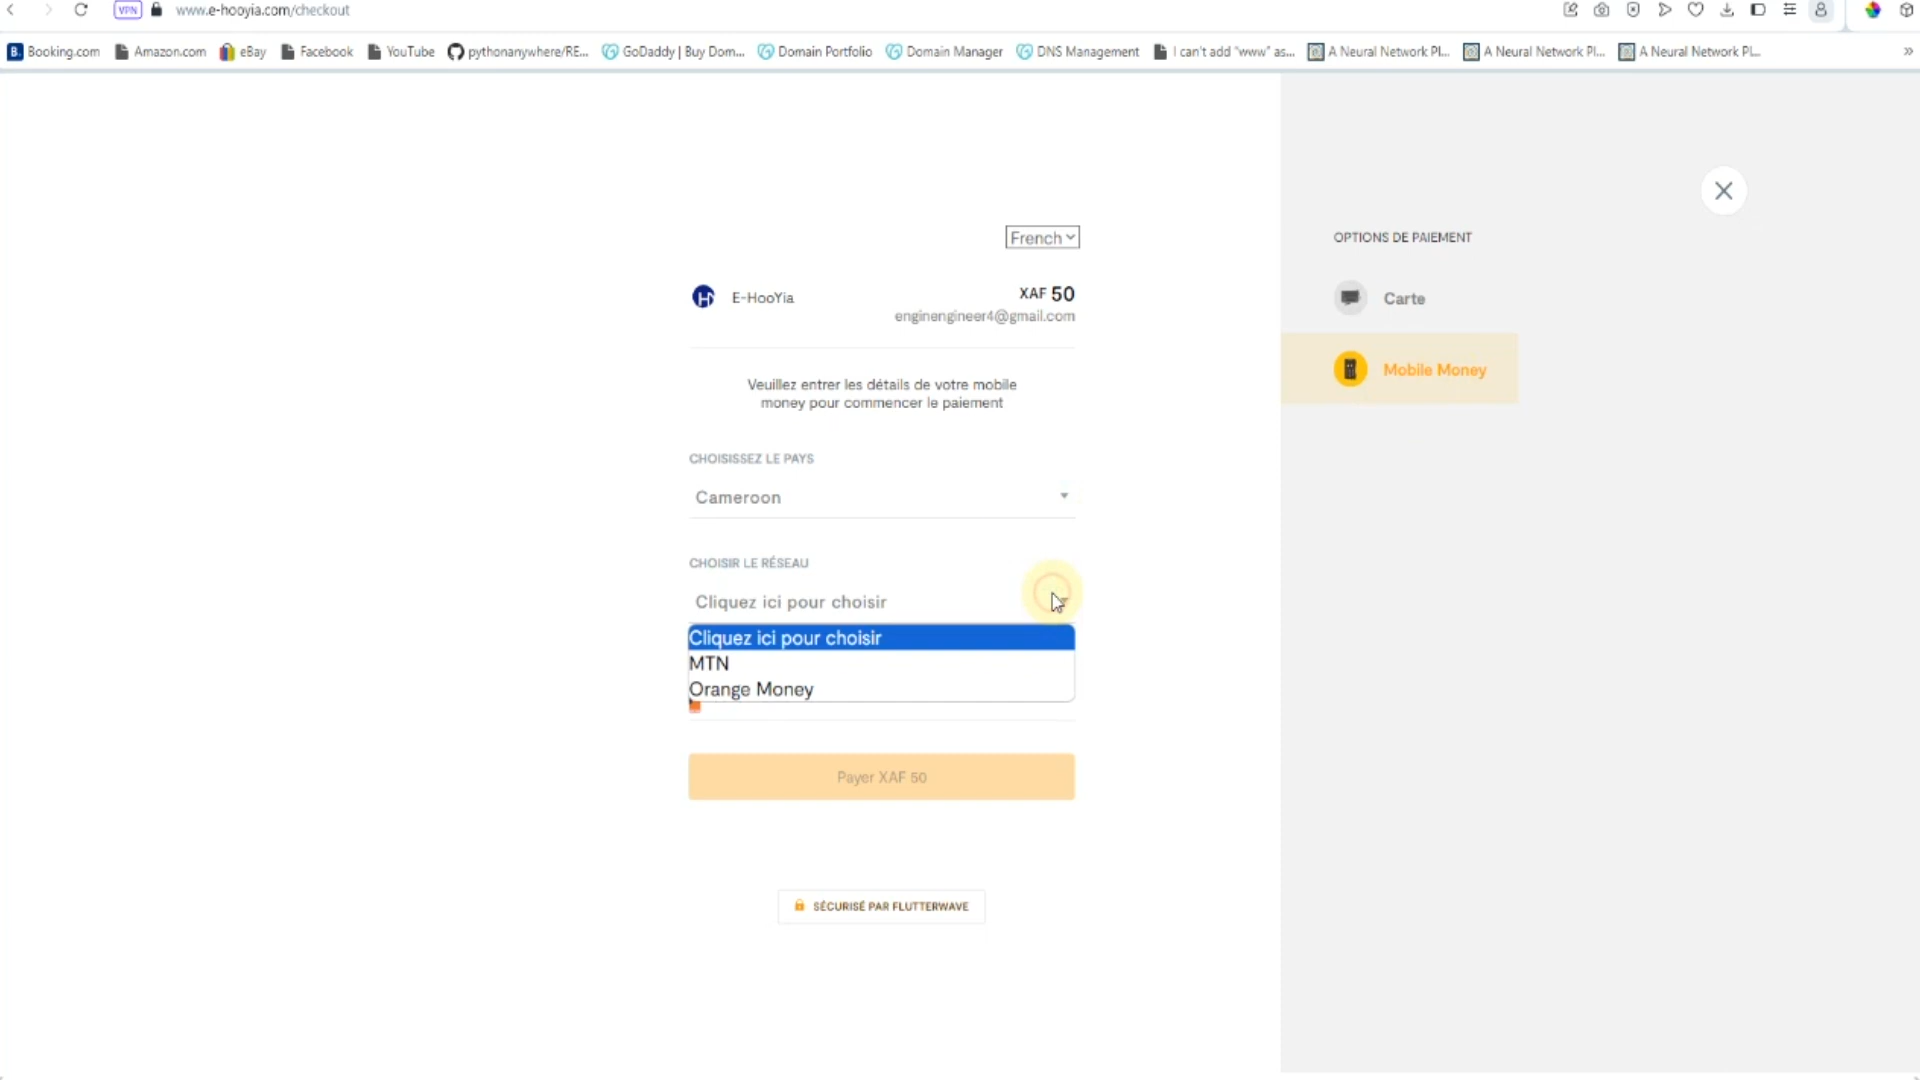 VPN
www.e-hooyia.com/checkout
B. Booking.com
Amazon.com
eBay
Facebook
YouTube
pythonanywhere/RE...
GoDaddy | Buy Dom...
Domain Portfolio
Domain Manager
DNS Management
I can't add "www" as...
A Neural Network Pl...
A Neural Network Pl...
A Neural Network Pl...
French
OPTIONS DE PAIEMENT
E-HooYia
XAF 50
enginengineer4@gmail.com
Carte
Mobile Money
Veuillez entrer les détails de votre mobile
money pour commencer le paiement
CHOISISSEZ LE PAYS
Cameroon
CHOISIR LE RÉSEAU
Cliquez ici pour choisir
Cliquez ici pour choisir
MTN
Orange Money
Payer XAF 50
SÉCURISÉ PAR FLUTTERWAVE